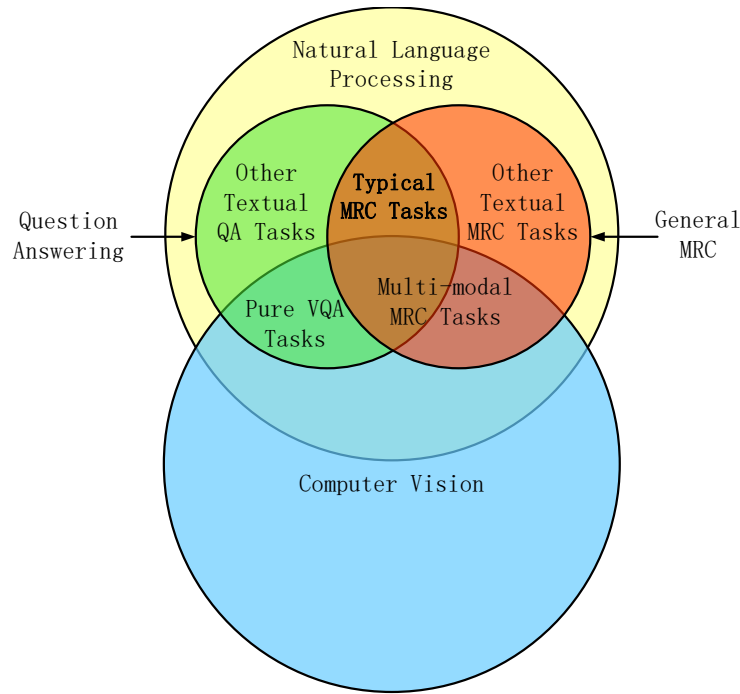 Natural Language
Processing
Other
Textual
QA Tasks
Typical
MRC Tasks
Other
Textual
MRC Tasks
Question
Answering
General
MRC
Pure VQA
Tasks
Multi-modal
MRC Tasks
Computer Vision